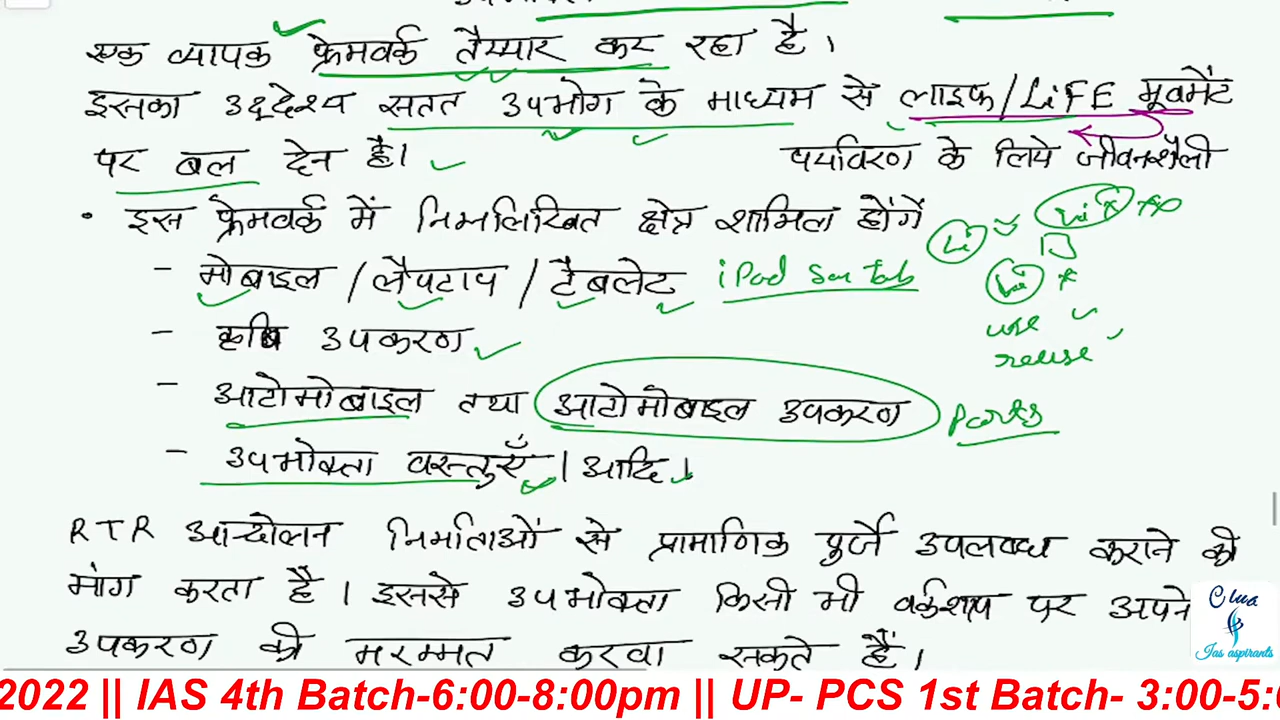 एक व्यापक फ्रेमवर्क तैय्यार कर रहा है।
इसका उद्देश्य सतत उपभोग के माध्यम से लाइफ/LiFE मूवमेंट
पर बल देन है। पर्यावरण के लिये जीवनशैली
• इस फ्रेमवर्क में निम्नलिखित क्षेत्र शामिल होंगें
- मोबाइल / लैपटाप / टैबलेट iPad
- कृषि उपकरण
use
reuse
- आटोमोबाइल तथा आटोमोबाइल उपकरण Parts
- उपभोक्ता वस्तुएँ । आदि।
RTR आन्दोलन निर्माताओं से प्रामाणिक पुर्जे उपलब्ध कराने की
मांग करता है । इससे उपभोक्ता किसी भी वर्कशाप पर अपने
उपकरण की मरम्मत करवा सकते हैं।
Ias aspirants
2022 || IAS 4th Batch-6:00-8:00pm || UP- PCS 1st Batch- 3:00-5:0